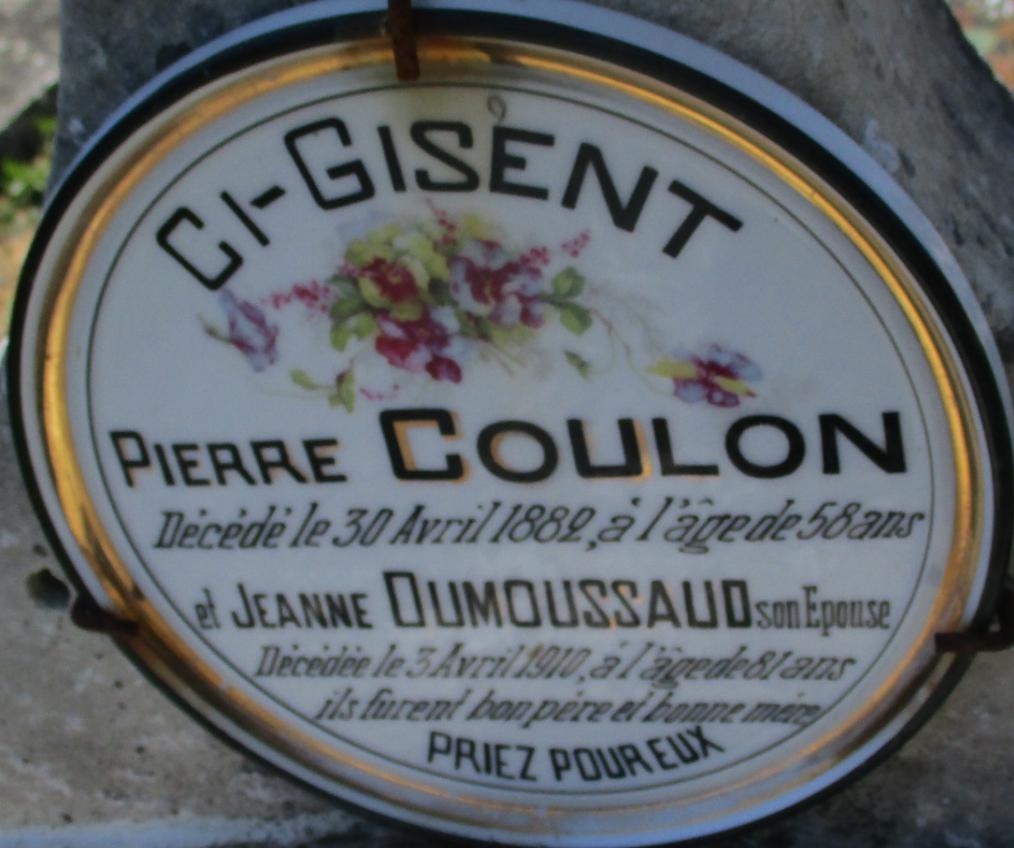 CI-GISENT
PIERRE COULON
Décédé le 30 Avril 1882, à l'âge de 58 ans
et JEANNE DUMOUSSAUD son Epouse
Décédée le 3 Avril 1910, à l'âge de 81 ans
ils furent bon père et bonne mère
PRIEZ POUR EUX